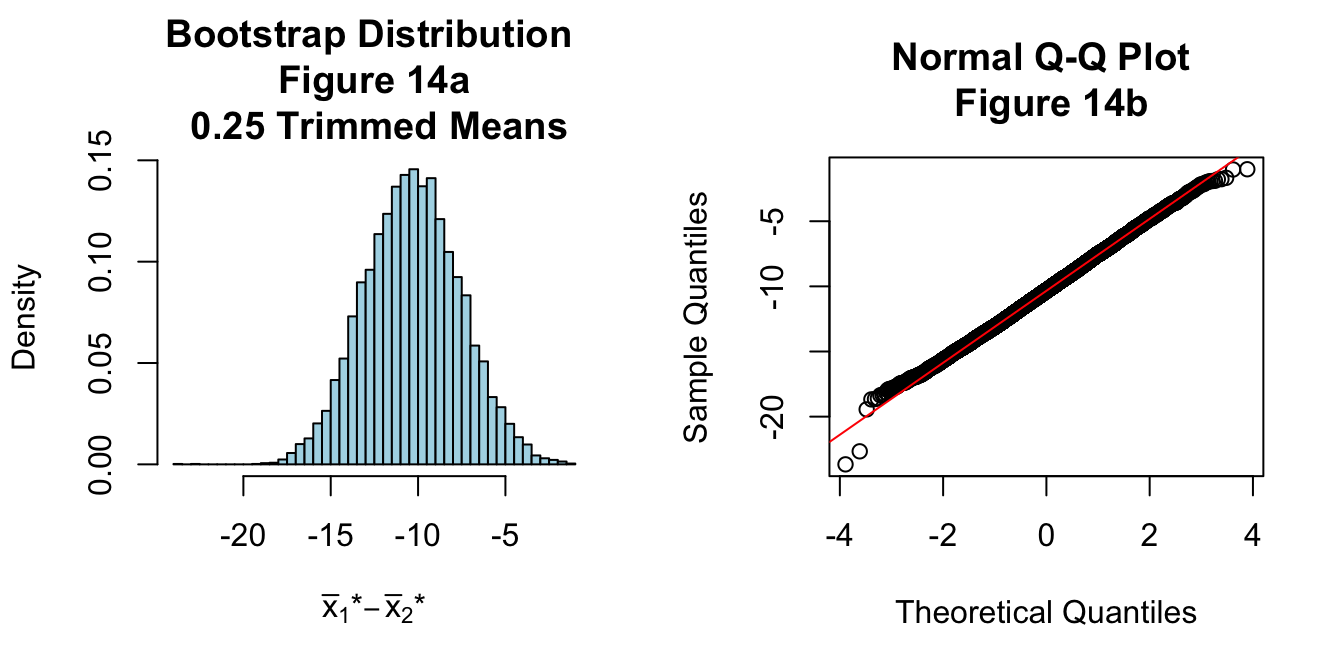 Bootstrap Distribution
Figure 14a
0.25 Trimmed Means
Density
0.00
0.05
0.10
0.15
-20 -15 -10 -5
x̅₁*−x̅₂*
Normal Q-Q Plot
Figure 14b
Sample Quantiles
-20
-10
-5
-4 -2 0 2 4
Theoretical Quantiles